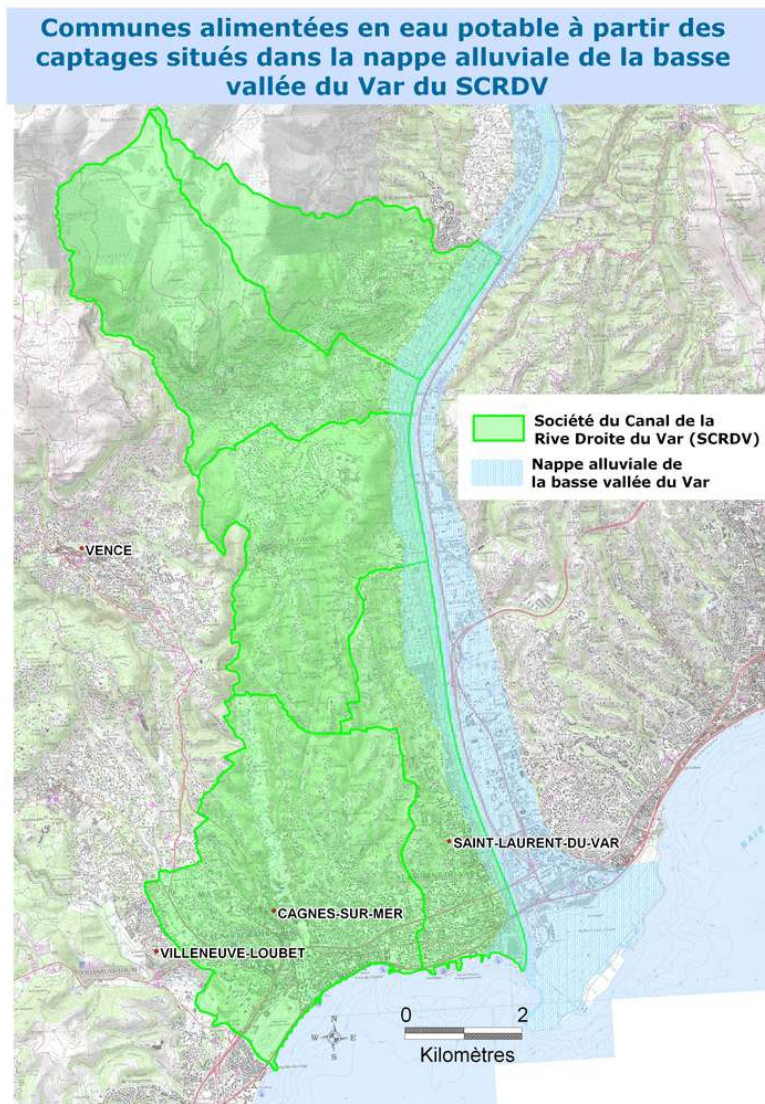 Communes alimentées en eau potable à partir des
captages situés dans la nappe alluviale de la basse
vallée du Var du SCRDV
Société du Canal de la
Rive Droite du Var (SCRDV)
Nappe alluviale de
la basse vallée du Var
VENCE
SAINT-LAURENT-DU-VAR
CAGNES-SUR-MER
VILLENEUVE-LOUBET
N
W E
S
0 2
Kilomètres